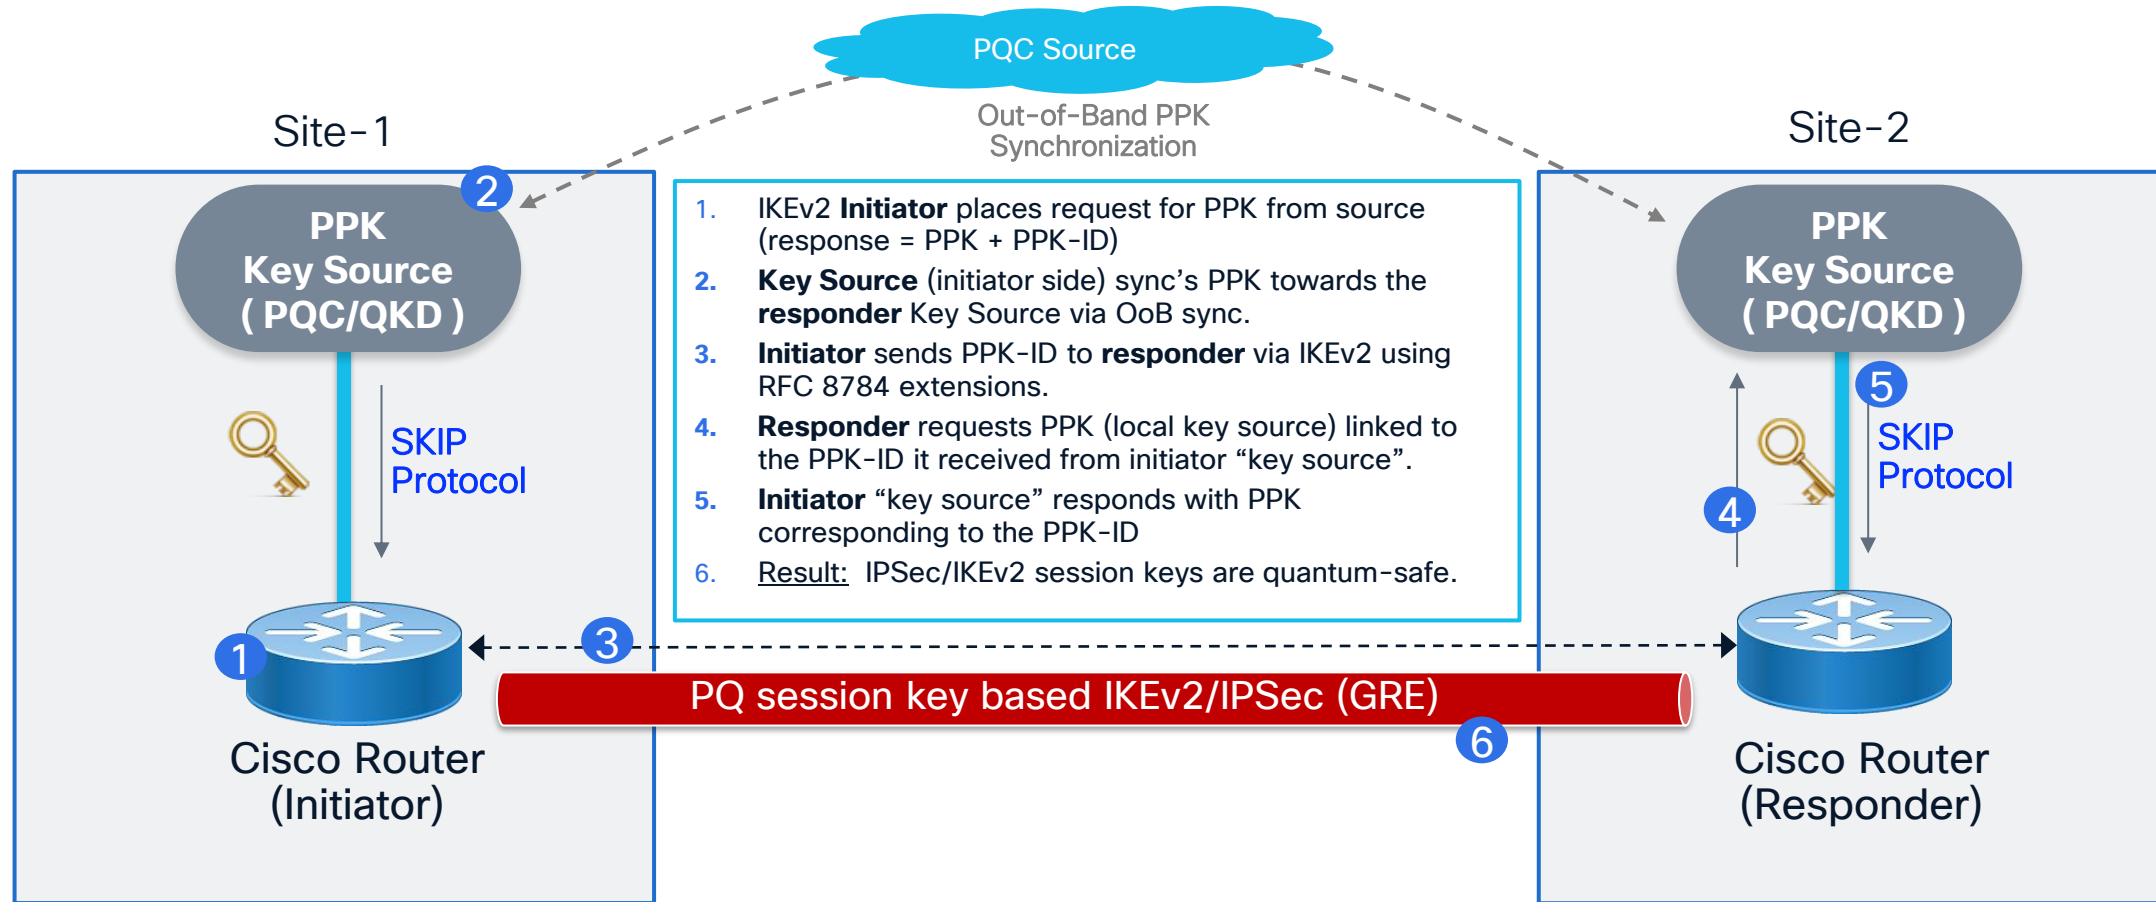 PQC Source
Out-of-Band PPK
Synchronization
Site-1
Site-2
2
PPK
Key Source
( PQC/QKD )
SKIP
Protocol
1
Cisco Router
(Initiator)
1. IKEv2 Initiator places request for PPK from source
(response = PPK + PPK-ID)
2. Key Source (initiator side) sync's PPK towards the
responder Key Source via OoB sync.
3. Initiator sends PPK-ID to responder via IKEv2 using
RFC 8784 extensions.
4. Responder requests PPK (local key source) linked to
the PPK-ID it received from initiator “key source”.
5. Initiator “key source” responds with PPK
corresponding to the PPK-ID
6. Result: IPSec/IKEv2 session keys are quantum-safe.
3
PQ session key based IKEv2/IPSec (GRE)
6
PPK
Key Source
( PQC/QKD )
5
SKIP
Protocol
4
Cisco Router
(Responder)